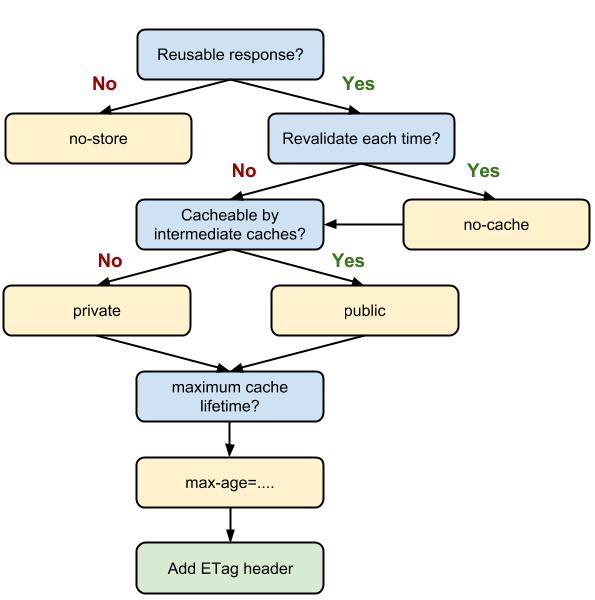 Reusable response?
No
Yes
no-store
Revalidate each time?
No
Yes
Cacheable by
intermediate caches?
no-cache
No
Yes
private
public
maximum cache
lifetime?
max-age=....
Add ETag header